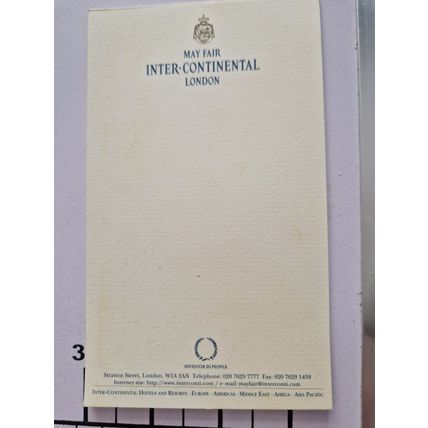 MAY FAIR
INTER·CONTINENTAL
LONDON
3
INVESTOR IN PEOPLE
Stratton Street, London, W1A 2AN Telephone: 020 7629 7777 Fax: 020 7629 1459
Internet site: http://www.interconti.com / e-mail: mayfair@interconti.com
INTER-CONTINENTAL HOTELS AND RESORTS · EUROPE · AMERICAS · MIDDLE EAST · AFRICA · ASIA PACIFIC